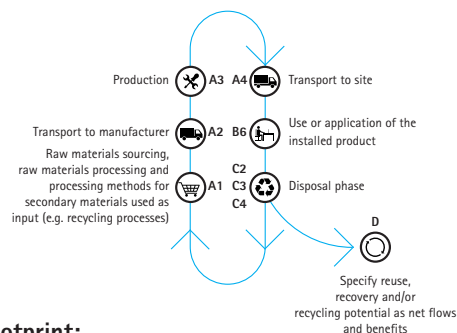 Production
A3
A4
Transport to site
Transport to manufacturer
A2
B6
Use or application of the
installed product
Raw materials sourcing,
raw materials processing and
processing methods for
secondary materials used as
input (e.g. recycling processes)
A1
C2
C3
C4
Disposal phase
D
Specify reuse,
recovery and/or
recycling potential as net flows
and benefits
otprint: